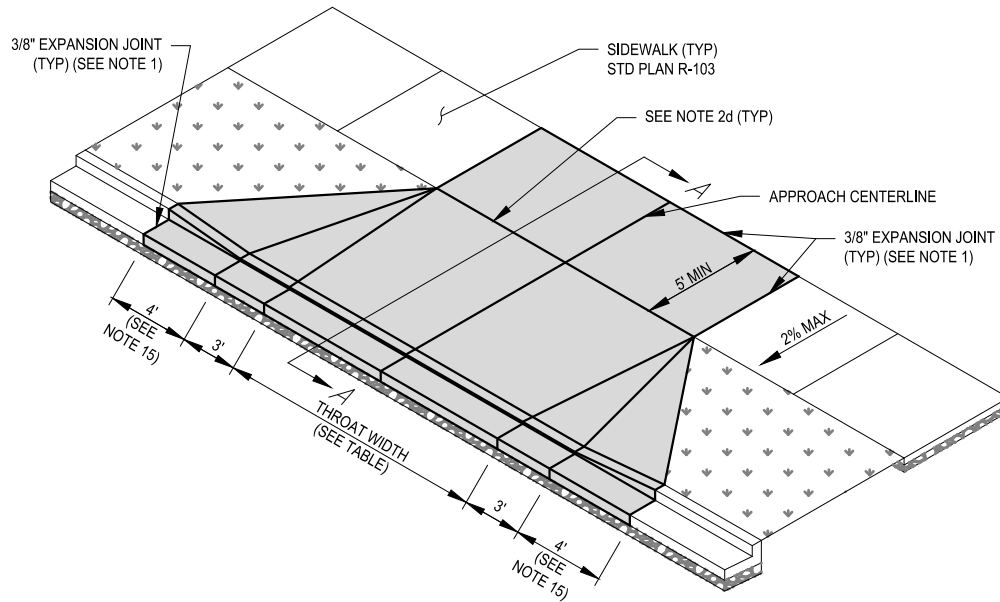 3/8" EXPANSION JOINT
(TYP) (SEE NOTE 1)
SIDEWALK (TYP)
STD PLAN R-103
SEE NOTE 2d (TYP)
A
APPROACH CENTERLINE
3/8" EXPANSION JOINT
(TYP) (SEE NOTE 1)
5' MIN
2% MAX
4'
(SEE
NOTE 15)
3'
A
THROAT WIDTH
(SEE TABLE)
3'
4'
(SEE
NOTE 15)